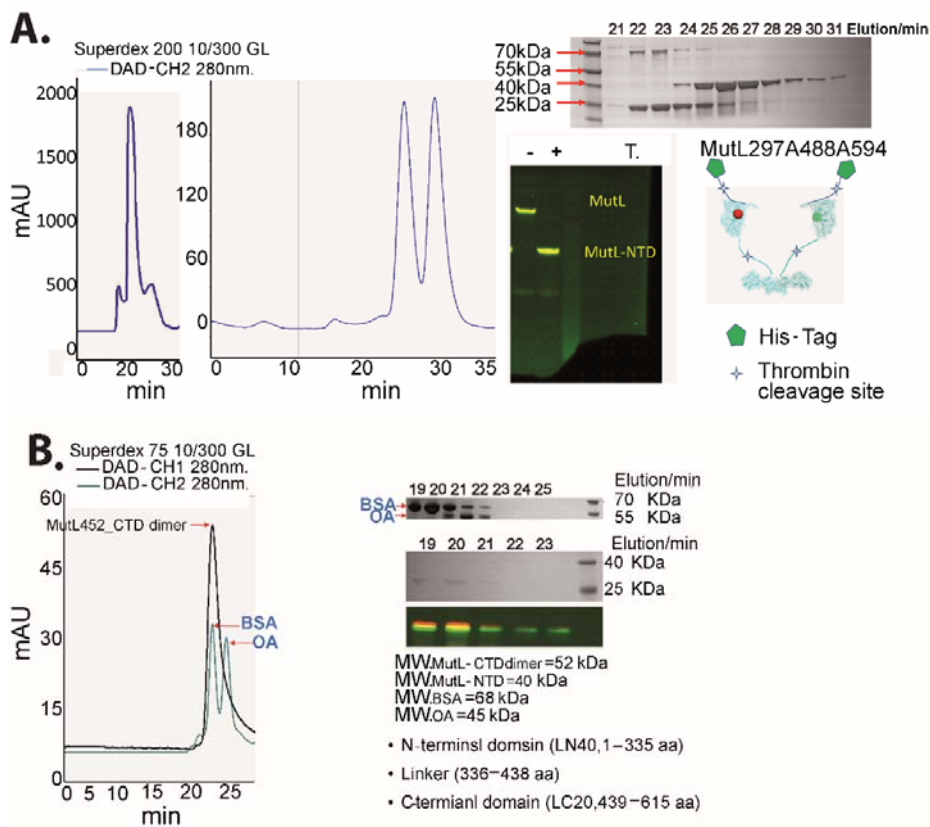 A.
Superdex 200 10/300 GL
DAD-CH2 280nm.
2000
1500
1000
500
0
mAU
0 10 20 30
min
180
120
60
0
0 10 20 30 35
min
21 22 23 24 25 26 27 28 29 30 31 Elution/min
70kDa
55kDa
40kDa
25kDa
- + T.
MutL
MutL-NTD
MutL297A488A594
His-Tag
Thrombin
cleavage site
B.
Superdex 75 10/300 GL
DAD-CH1 280nm.
DAD-CH2 280nm.
60
45
30
15
0
mAU
MutL452_CTD dimer
BSA
OA
0 5 10 15 20 25
min
19 20 21 22 23 24 25
Elution/min
BSA
OA
70 KDa
55 KDa
19 20 21 22 23
Elution/min
40 KDa
25 KDa
MW.MutL-CTDdimer=52 kDa
MW.MutL-NTD=40 kDa
MW.BSA=68 kDa
MW.OA=45 kDa
• N-terminsl domsin (LN40,1-335 aa)
• Linker (336-438 aa)
• C-termianl domain (LC20,439-615 aa)